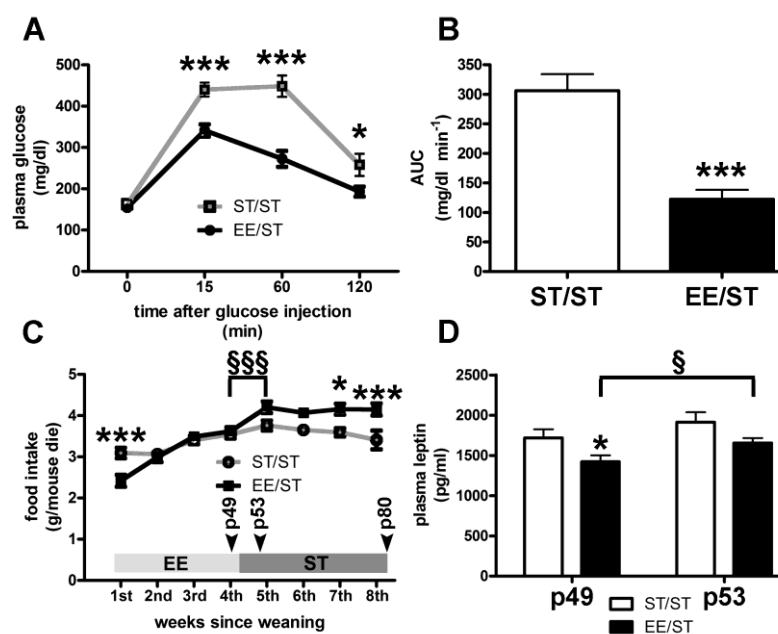 A
***
***
*
500
400
300
200
100
0
plasma glucose
(mg/dl)
ST/ST
EE/ST
0
15
60
120
time after glucose injection
(min)
B
350
300
250
200
150
100
50
0
AUC
(mg/dl min⁻¹)
***
ST/ST
EE/ST
C
§§§
***
*
***
5
4
3
2
1
0
food intake
(g/mouse die)
ST/ST
EE/ST
p49
p53
p80
EE
ST
1st 2nd 3rd 4th 5th 6th 7th 8th
weeks since weaning
D
§
*
2500
2000
1500
1000
500
0
plasma leptin
(pg/ml)
p49
p53
ST/ST
EE/ST